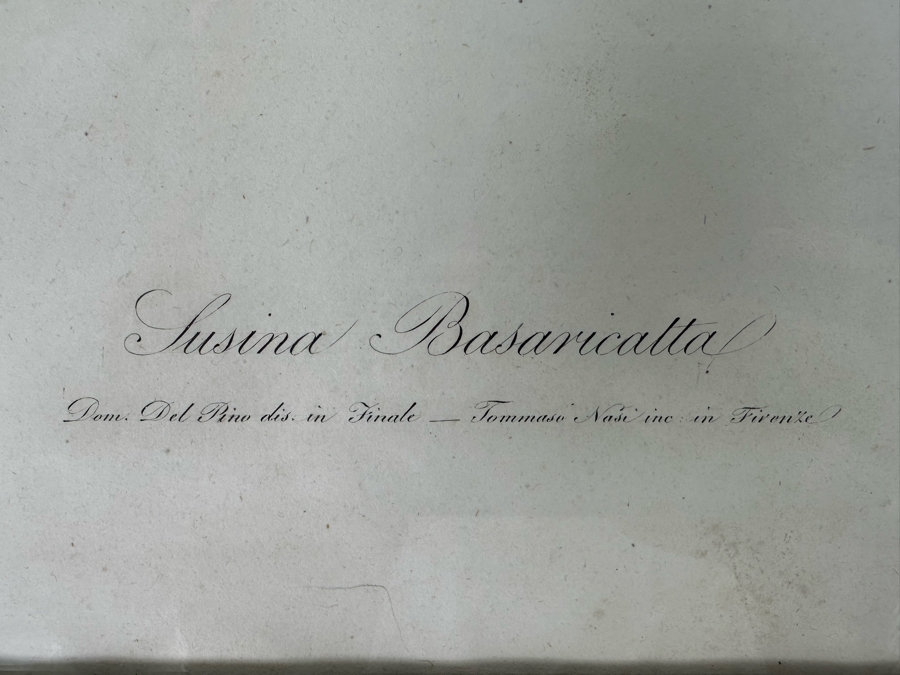 Susina Basaricatta
Dom. Del Pino dis. in Finale — Tommaso Nasi inc: in Firenze